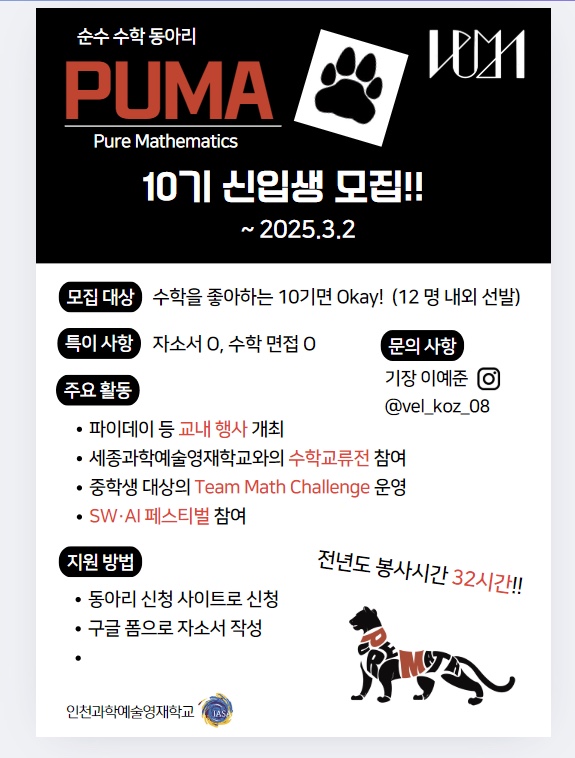 순수 수학 동아리
PUMA
Pure Mathematics
PUMA
10기 신입생 모집!!
~ 2025.3.2
모집 대상 수학을 좋아하는 10기면 Okay! (12 명 내외 선발)
특이 사항 자소서 O, 수학 면접 O
문의 사항
기장 이예준
@vel_koz_08
주요 활동
• 파이데이 등 교내 행사 개최
• 세종과학예술영재학교와의 수학교류전 참여
• 중학생 대상의 Team Math Challenge 운영
• SW·AI 페스티벌 참여
지원 방법
• 동아리 신청 사이트로 신청
• 구글 폼으로 자소서 작성
•
전년도 봉사시간 32시간!!
PURE MATH
인천과학예술영재학교
IASA